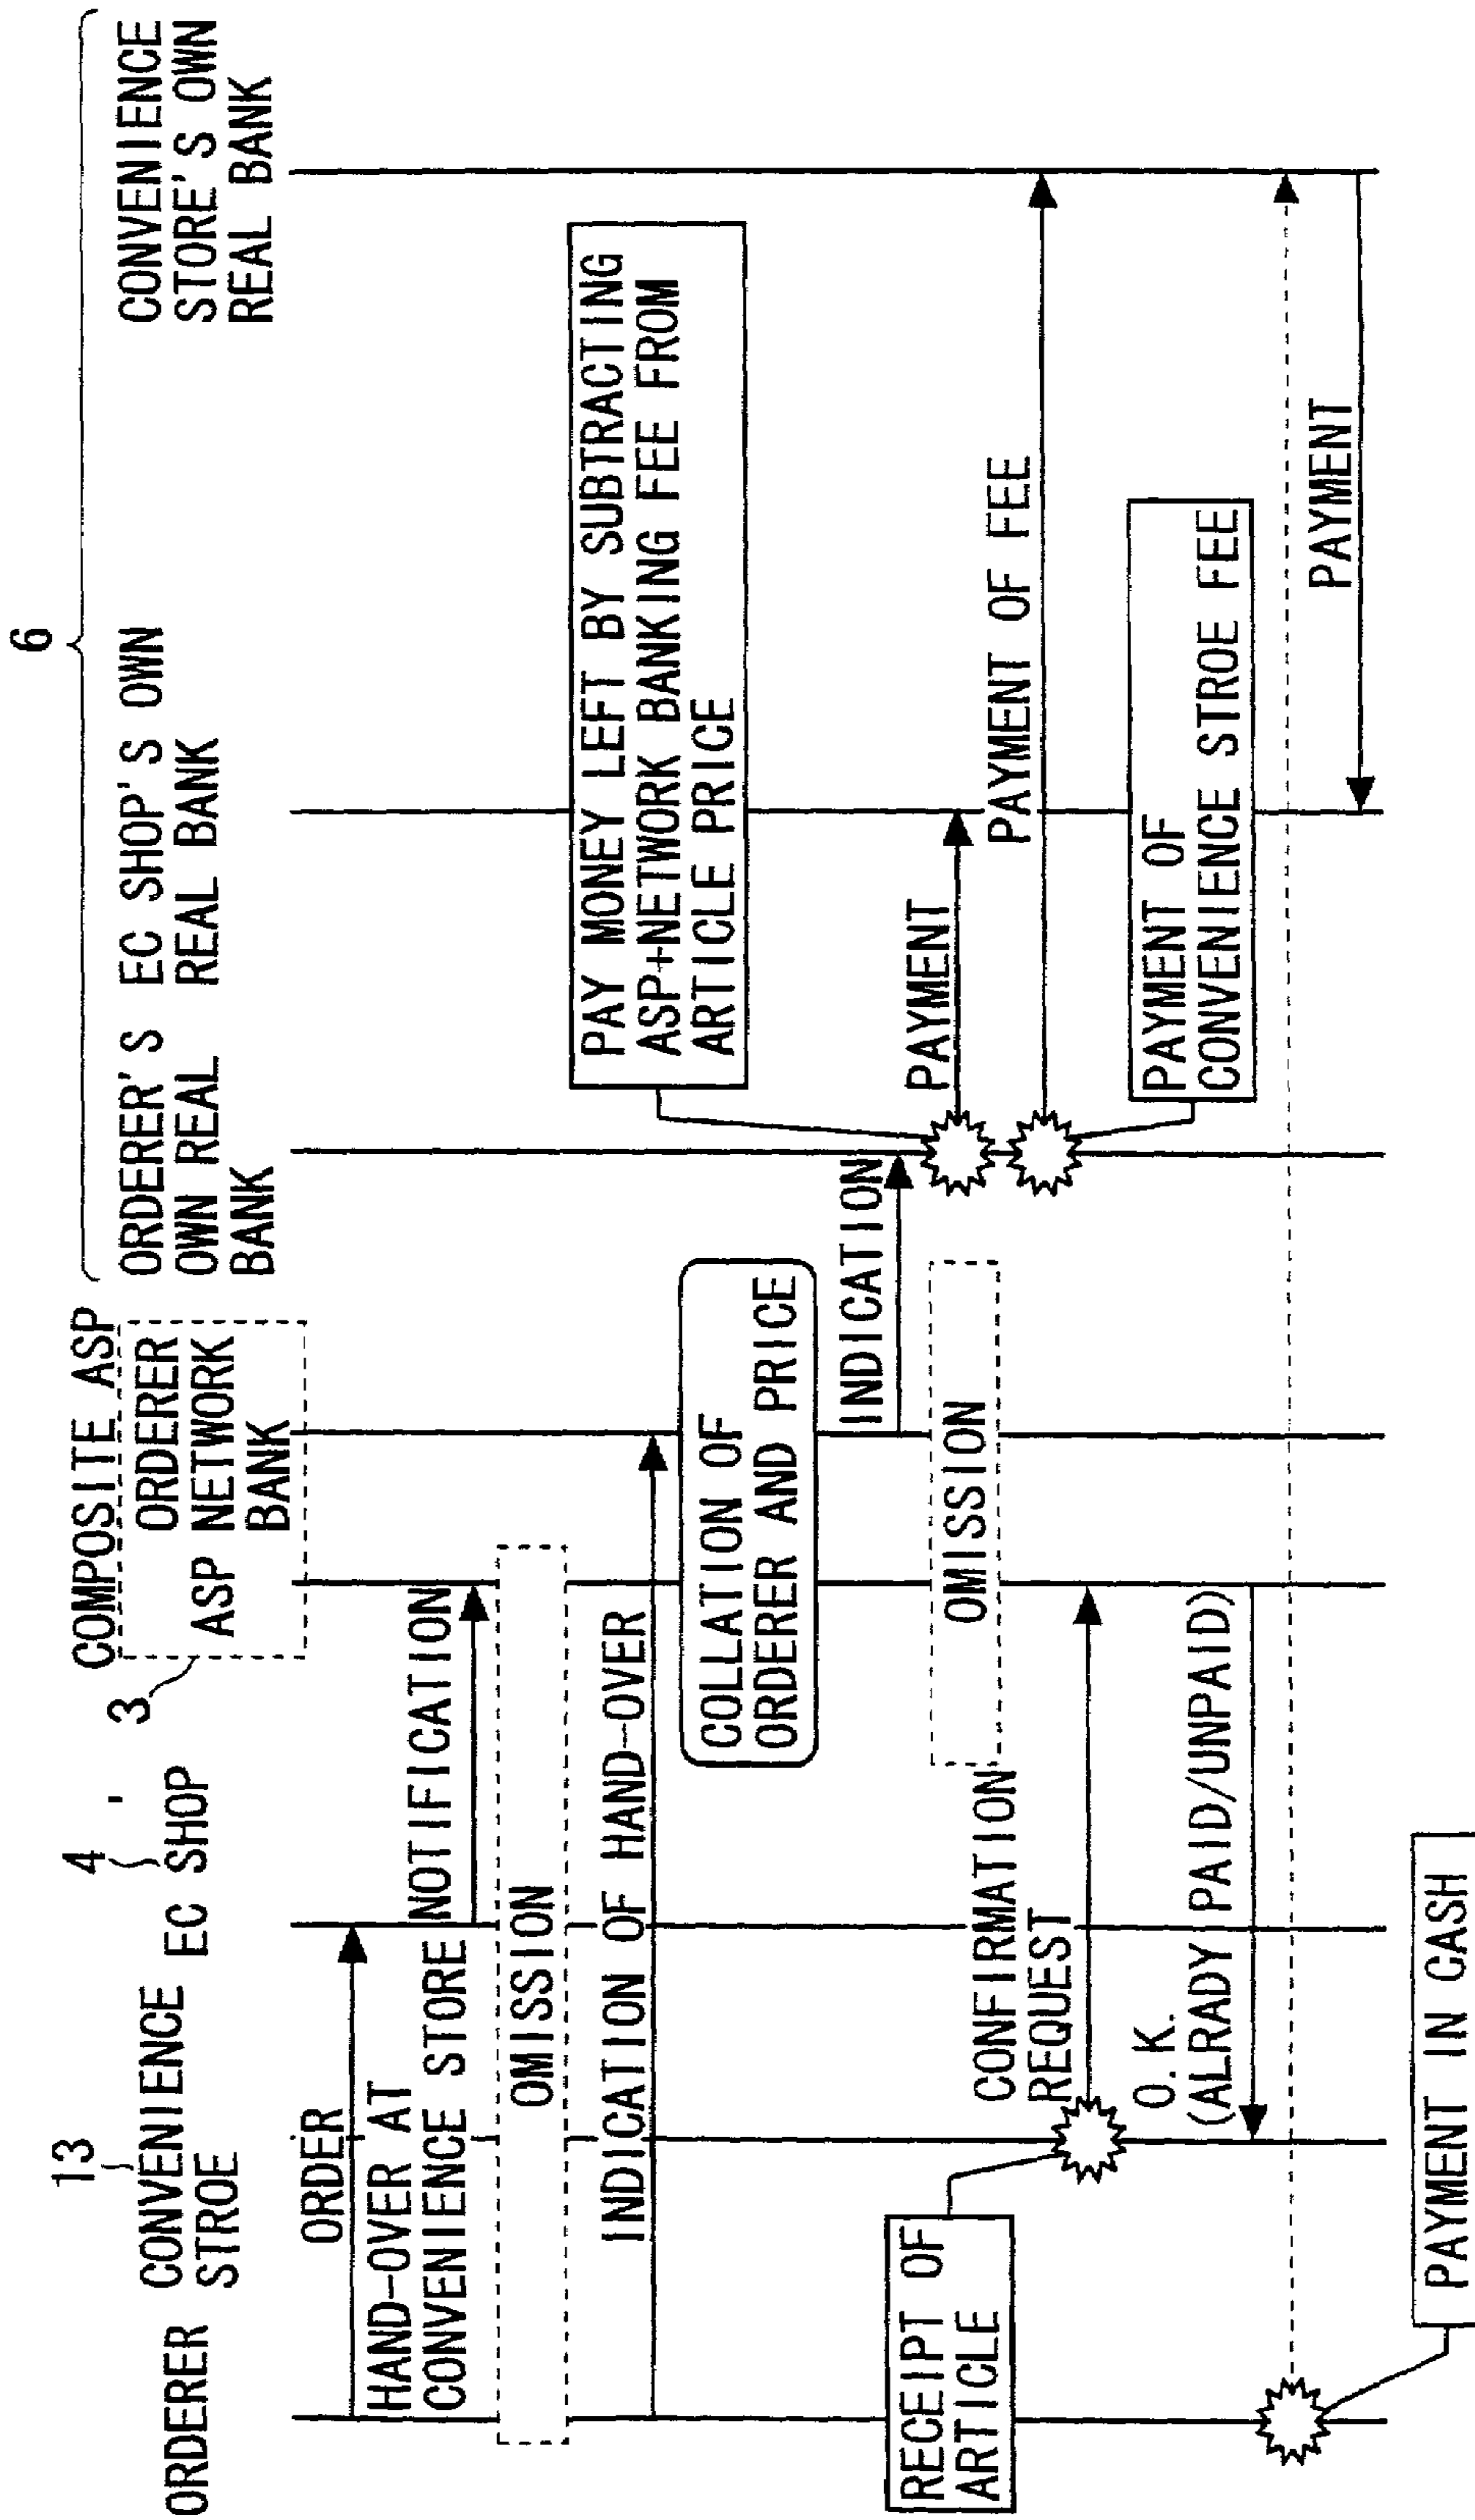 6
13
4
3
COMPOSITE ASP
ORDERER
CONVENIENCE
STROE
EC SHOP
ASP
ORDERER
NETWORK
BANK
ORDERER'S
OWN REAL
BANK
EC SHOP'S OWN
REAL BANK
CONVENIENCE
STORE'S OWN
REAL BANK
ORDER
HAND-OVER AT
CONVENIENCE STORE
NOTIFICATION
OMISSION
INDICATION OF HAND-OVER
PAY MONEY LEFT BY SUBTRACTING
ASP+NETWORK BANKING FEE FROM
ARTICLE PRICE
COLLATION OF
ORDERER AND PRICE
INDICATION
RECEIPT OF
ARTICLE
OMISSION
PAYMENT
CONFIRMATION
REQUEST
PAYMENT OF FEE
O.K.
(ALRADY PAID/UNPAID)
PAYMENT OF
CONVENIENCE STROE FEE
PAYMENT
PAYMENT IN CASH